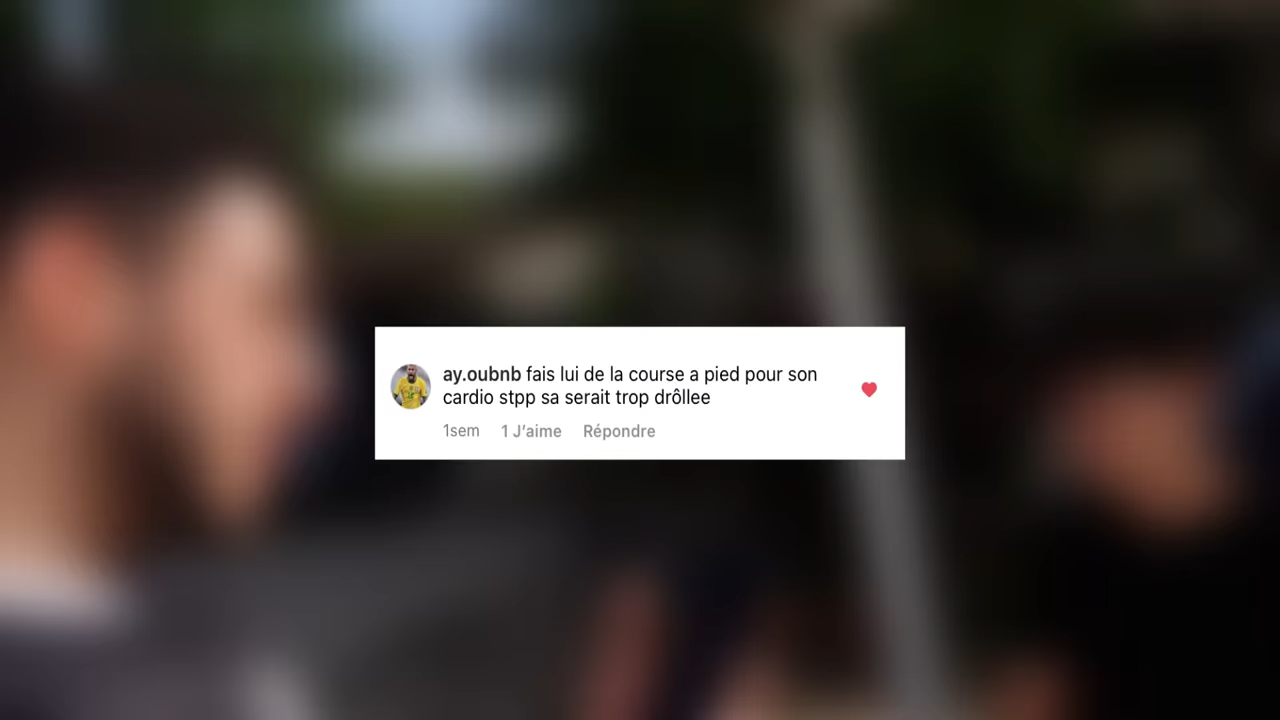 ay.oubnb fais lui de la course a pied pour son
cardio stpp sa serait trop drôllee
1sem 1 J'aime Répondre